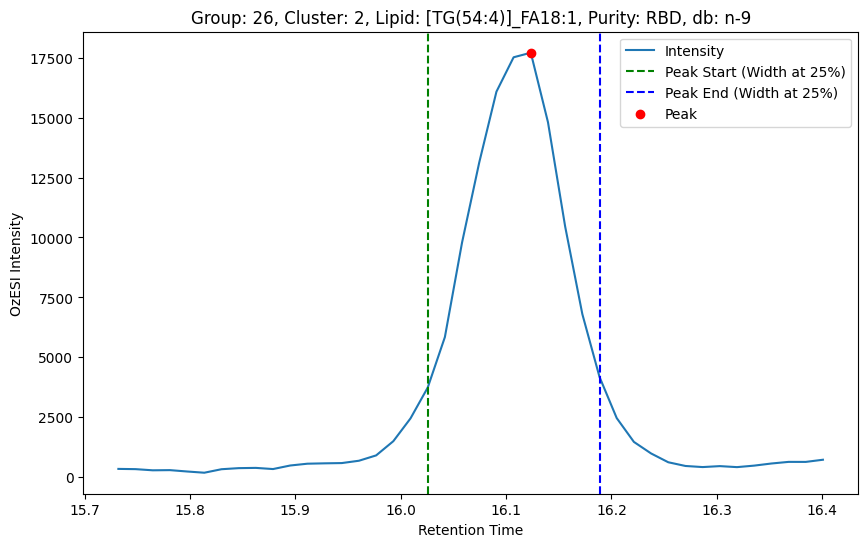 Group: 26, Cluster: 2, Lipid: [TG(54:4)]_FA18:1, Purity: RBD, db: n-9
Intensity
Peak Start (Width at 25%)
Peak End (Width at 25%)
Peak
17500
15000
12500
10000
7500
5000
2500
0
OzESI Intensity
15.7
15.8
15.9
16.0
16.1
16.2
16.3
16.4
Retention Time